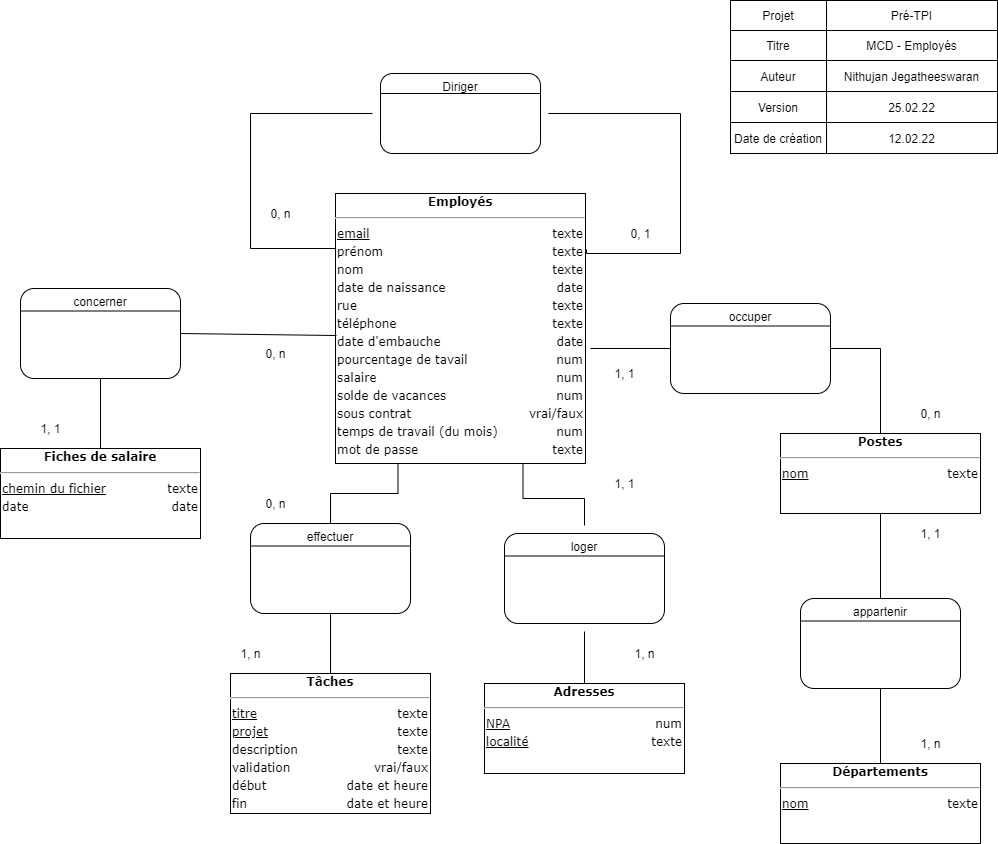 Projet Pré-TPI
Titre MCD - Employés
Auteur Nithujan Jegatheeswaran
Version 25.02.22
Date de création 12.02.22
Diriger
0, n
0, 1
Employés
email texte
prénom texte
nom texte
date de naissance date
rue texte
téléphone texte
date d'embauche date
pourcentage de tavail num
salaire num
solde de vacances num
sous contrat vrai/faux
temps de travail (du mois) num
mot de passe texte
concerner
0, n
1, 1
Fiches de salaire
chemin du fichier texte
date date
occuper
1, 1
0, n
Postes
nom texte
1, 1
appartenir
1, n
Départements
nom texte
0, n
effectuer
1, n
Tâches
titre texte
projet texte
description texte
validation vrai/faux
début date et heure
fin date et heure
1, 1
loger
1, n
Adresses
NPA num
localité texte